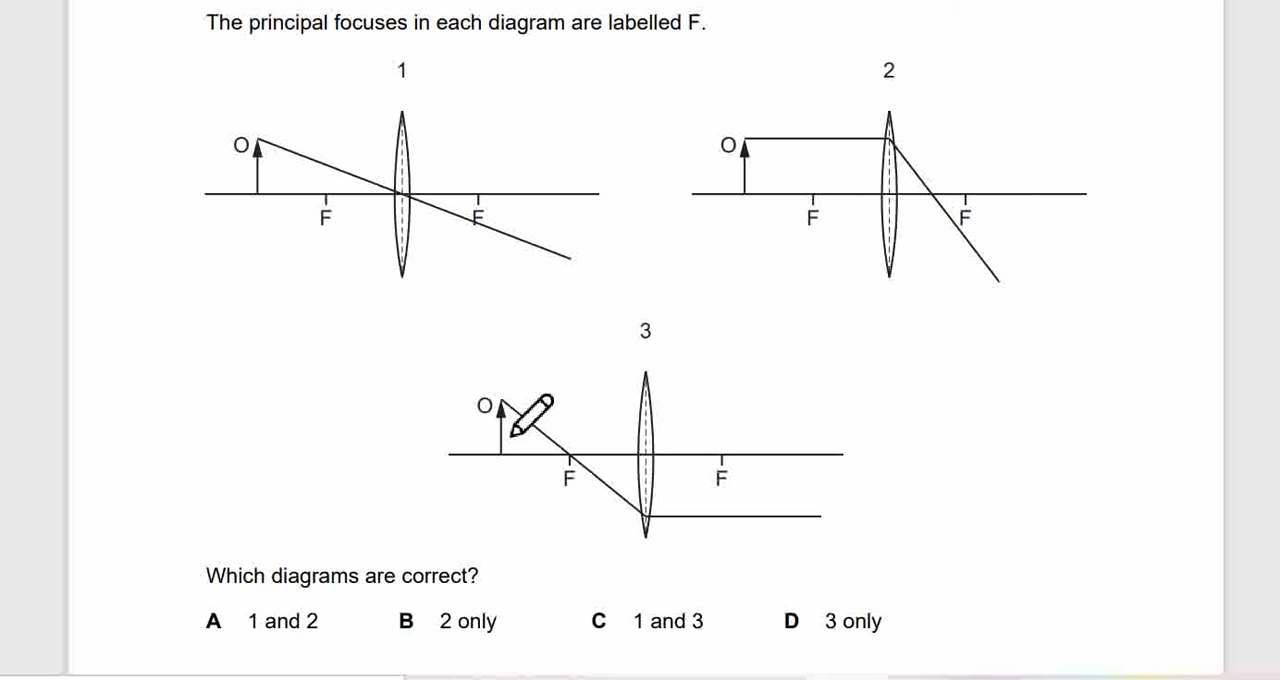 The principal focuses in each diagram are labelled F.
1
2
O
F
F
O
F
F
3
O
F
F
Which diagrams are correct?
A 1 and 2 B 2 only C 1 and 3 D 3 only